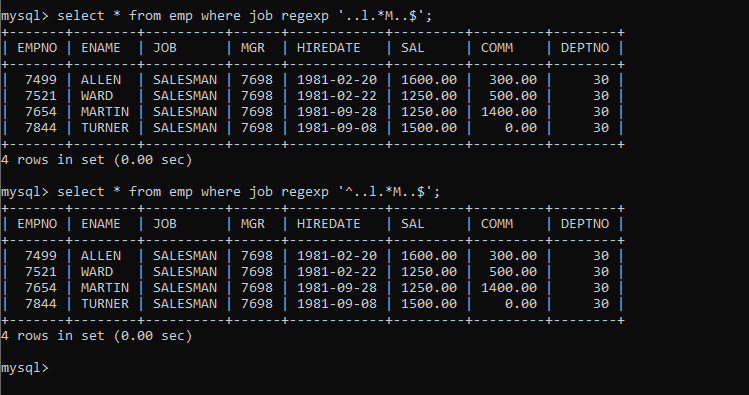 mysql> select * from emp where job regexp '..l.*M..$';
+-------+--------+----------+------+------------+---------+---------+--------+
| EMPNO | ENAME  | JOB      | MGR  | HIREDATE   | SAL     | COMM    | DEPTNO |
+-------+--------+----------+------+------------+---------+---------+--------+
|  7499 | ALLEN  | SALESMAN | 7698 | 1981-02-20 | 1600.00 |  300.00 |     30 |
|  7521 | WARD   | SALESMAN | 7698 | 1981-02-22 | 1250.00 |  500.00 |     30 |
|  7654 | MARTIN | SALESMAN | 7698 | 1981-09-28 | 1250.00 | 1400.00 |     30 |
|  7844 | TURNER | SALESMAN | 7698 | 1981-09-08 | 1500.00 |    0.00 |     30 |
+-------+--------+----------+------+------------+---------+---------+--------+
4 rows in set (0.00 sec)
mysql> select * from emp where job regexp '^..l.*M..$';
+-------+--------+----------+------+------------+---------+---------+--------+
| EMPNO | ENAME  | JOB      | MGR  | HIREDATE   | SAL     | COMM    | DEPTNO |
+-------+--------+----------+------+------------+---------+---------+--------+
|  7499 | ALLEN  | SALESMAN | 7698 | 1981-02-20 | 1600.00 |  300.00 |     30 |
|  7521 | WARD   | SALESMAN | 7698 | 1981-02-22 | 1250.00 |  500.00 |     30 |
|  7654 | MARTIN | SALESMAN | 7698 | 1981-09-28 | 1250.00 | 1400.00 |     30 |
|  7844 | TURNER | SALESMAN | 7698 | 1981-09-08 | 1500.00 |    0.00 |     30 |
+-------+--------+----------+------+------------+---------+---------+--------+
4 rows in set (0.00 sec)
mysql>